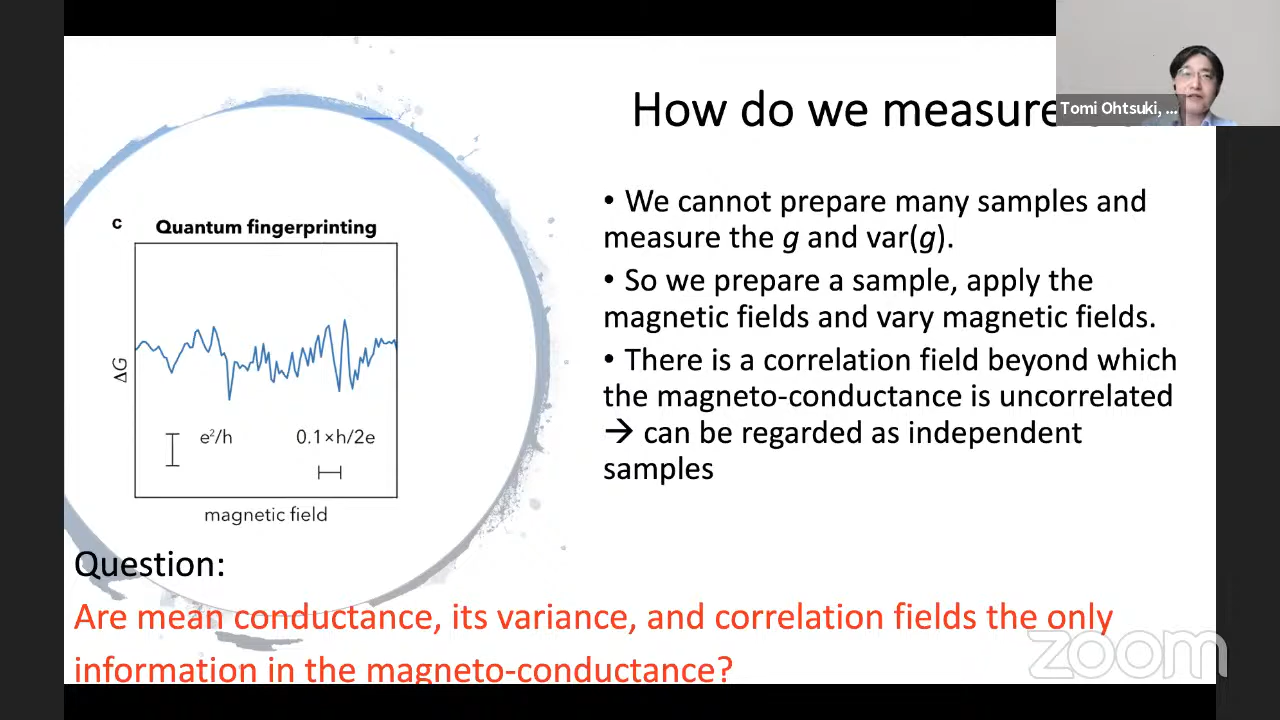 Tomi Ohtsuki, ...
How do we measure
• We cannot prepare many samples and
measure the g and var(g).
• So we prepare a sample, apply the
magnetic fields and vary magnetic fields.
• There is a correlation field beyond which
the magneto-conductance is uncorrelated
→ can be regarded as independent
samples
c
Quantum fingerprinting
ΔG
e²/h
0.1×h/2e
magnetic field
Question:
Are mean conductance, its variance, and correlation fields the only
information in the magneto-conductance?
zoom